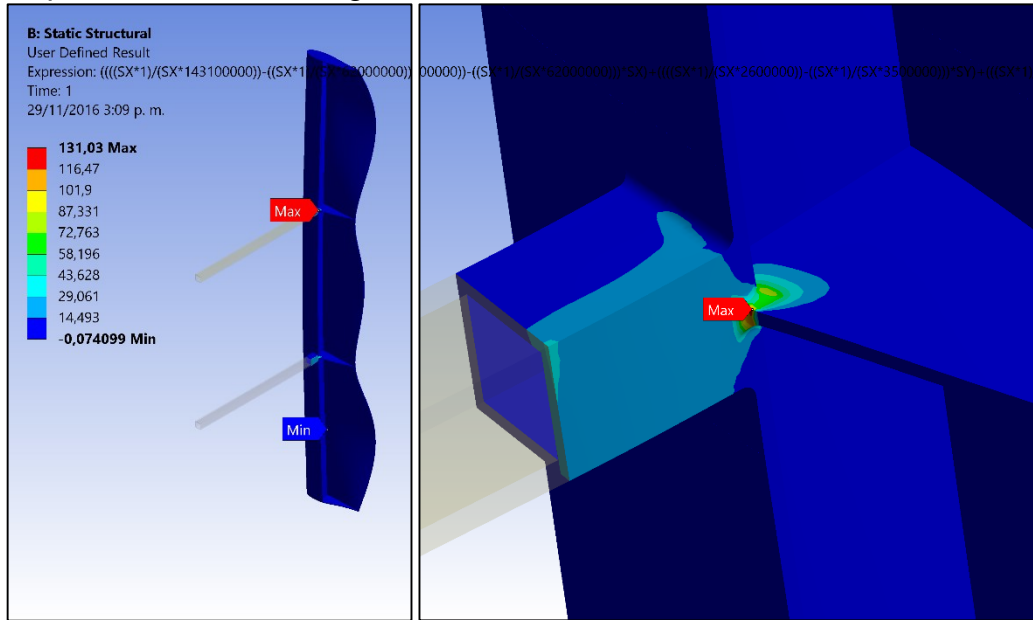 B: Static Structural
User Defined Result
Time: 1
29/11/2016 3:09 p. m.
131,03 Max
116,47
101,9
87,331
72,763
58,196
43,628
29,061
14,493
-0,074099 Min
Max
Min
Max
Expression: ((((SX*1)/(SX*143100000))-((SX*1)